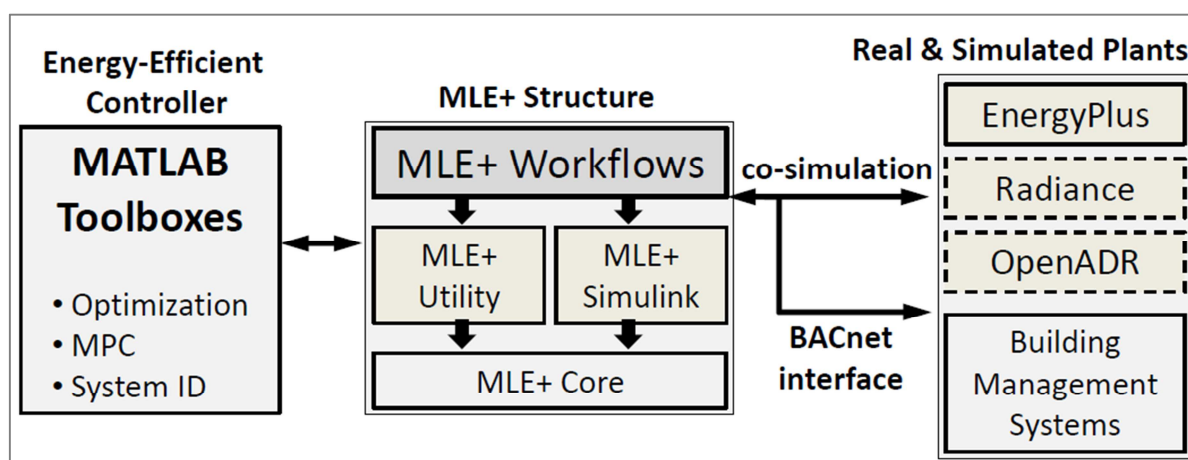 Energy-Efficient
Controller
MATLAB
Toolboxes
• Optimization
• MPC
• System ID
MLE+ Structure
MLE+ Workflows
MLE+
Utility
MLE+
Simulink
MLE+ Core
co-simulation
BACnet
interface
Real & Simulated Plants
EnergyPlus
Radiance
OpenADR
Building
Management
Systems